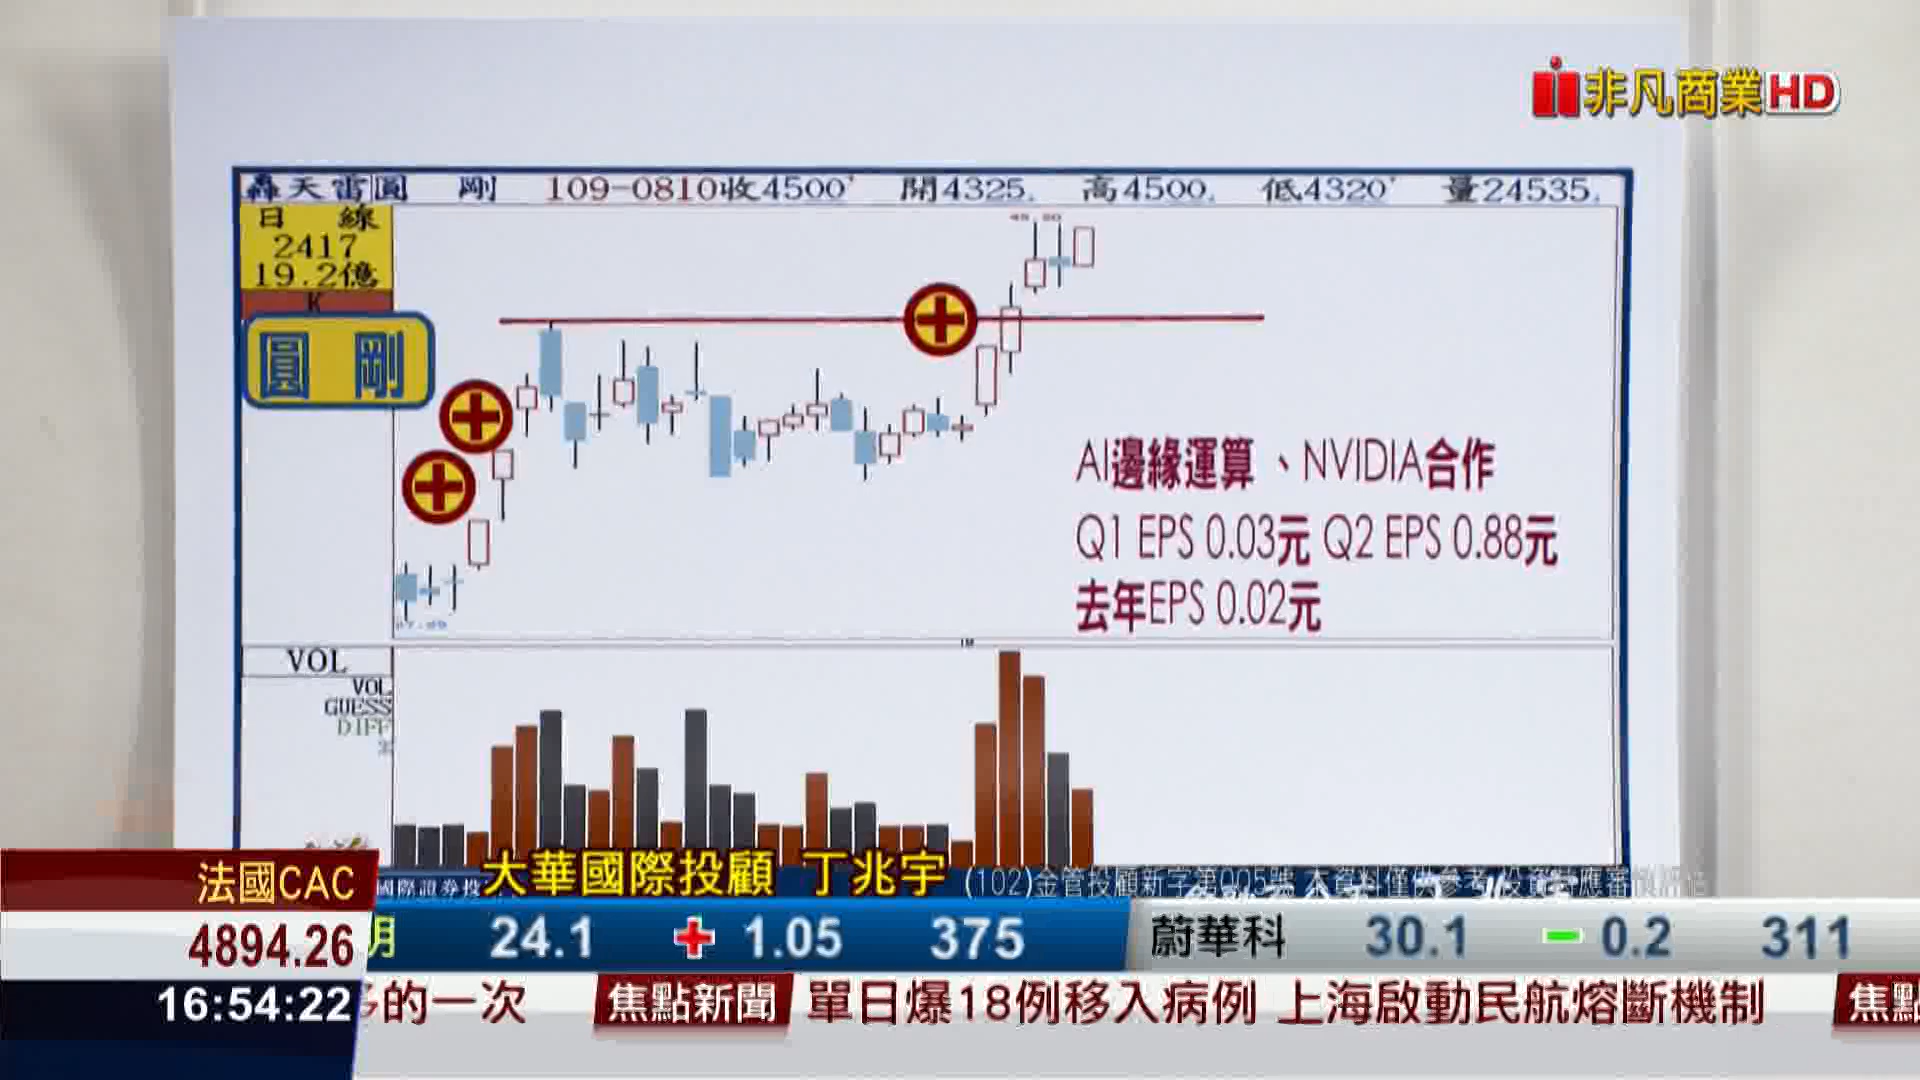 非凡商業HD
轟天雷圓 剛 109-0810收4500' 開4325. 高4500. 低4320' 量24535.
日 線
2417
19.2億
K
圓 剛
AI邊緣運算、NVIDIA合作
Q1 EPS 0.03元 Q2 EPS 0.88元
去年EPS 0.02元
VOL
VOL
GUESS
DIFF
大華國際投顧 丁兆宇
(102)金管投顧新字第005號
法國CAC
4894.26
16:54:22
24.1 + 1.05 375 蔚華科 30.1 - 0.2 311
的一次 焦點新聞 單日爆18例移入病例 上海啟動民航熔斷機制 焦點